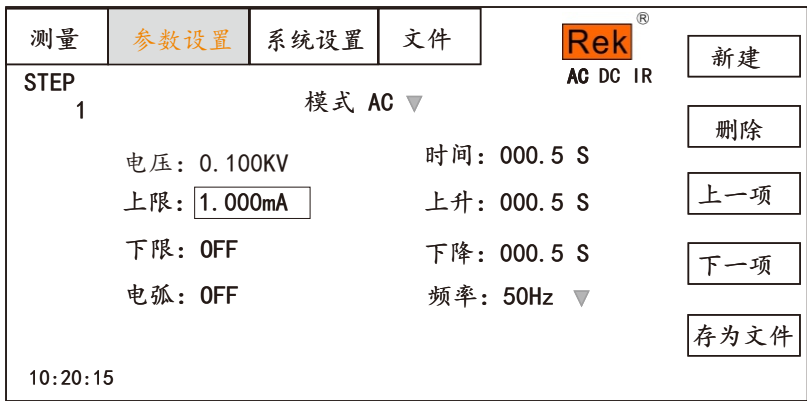 测量 参数设置 系统设置 文件
Rek®
AC DC IR
STEP
1
模式 AC
电压: 0.100KV
时间: 000.5 S
上限: 1.000mA
上升: 000.5 S
下限: OFF
下降: 000.5 S
电弧: OFF
频率: 50Hz
新建
删除
上一项
下一项
存为文件
10:20:15